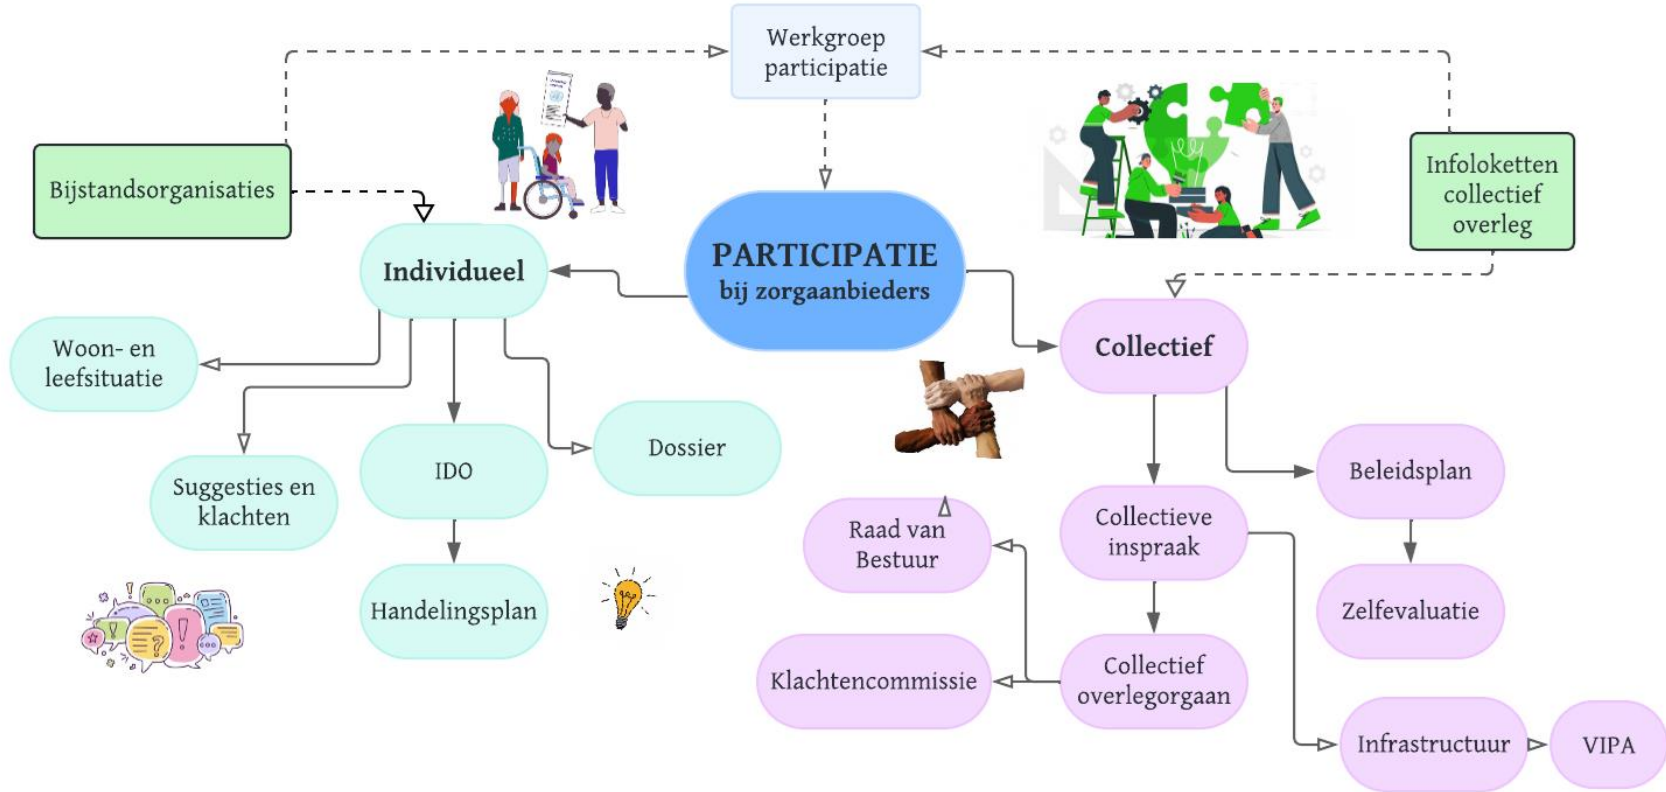 Werkgroep
participatie
Bijstandsorganisaties
Infoloketten
collectief
overleg
PARTICIPATIE
bij zorgaanbieders
Individueel
Collectief
Woon- en
leefsituatie
Suggesties en
klachten
IDO
Dossier
Handelingsplan
Beleidsplan
Collectieve
inspraak
Raad van
Bestuur
Zelfevaluatie
Klachtencommissie
Collectief
overlegorgaan
Infrastructuur
VIPA